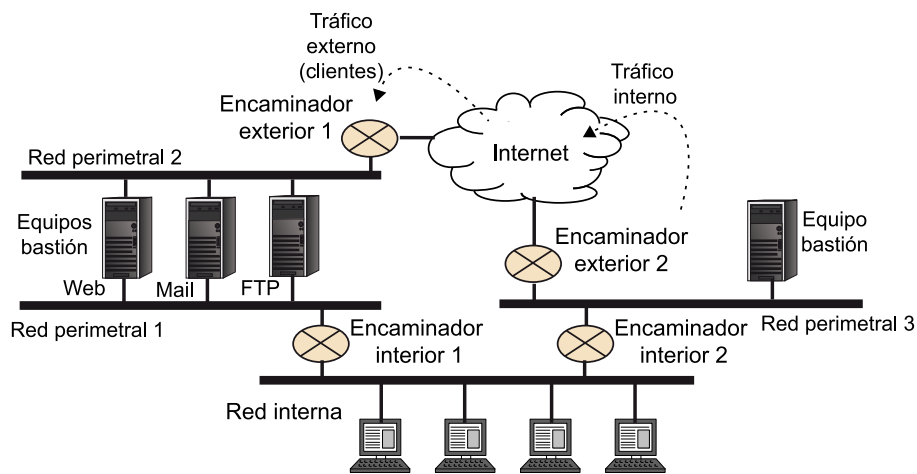 Tráfico
externo
(clientes)
Tráfico
interno
Encaminador
exterior 1
Internet
Red perimetral 2
Equipos
bastión
Equipo
bastión
Encaminador
exterior 2
Web
Mail
FTP
Red perimetral 1
Red perimetral 3
Encaminador
interior 1
Encaminador
interior 2
Red interna